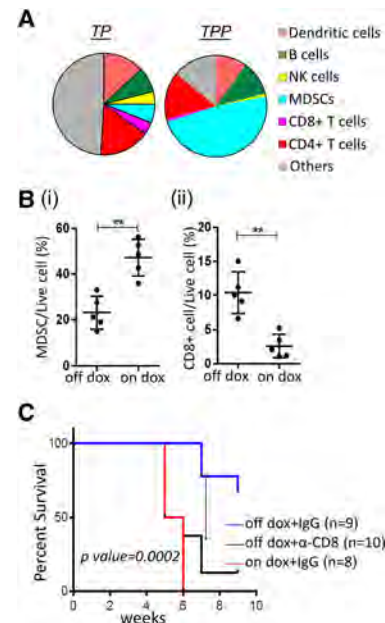 A
TP
TPP
Dendritic cells
B cells
NK cells
MDSCs
CD8+ T cells
CD4+ T cells
Others
B (i)
(ii)
MDSC/Live cell (%)
60
40
20
0
**
off dox
on dox
CD8+ cell/Live cell (%)
20
15
10
5
0
**
off dox
on dox
C
Percent Survival
100
50
0
p value=0.0002
0
2
4
6
8
10
weeks
off dox+IgG (n=9)
off dox+α-CD8 (n=10)
on dox+IgG (n=8)